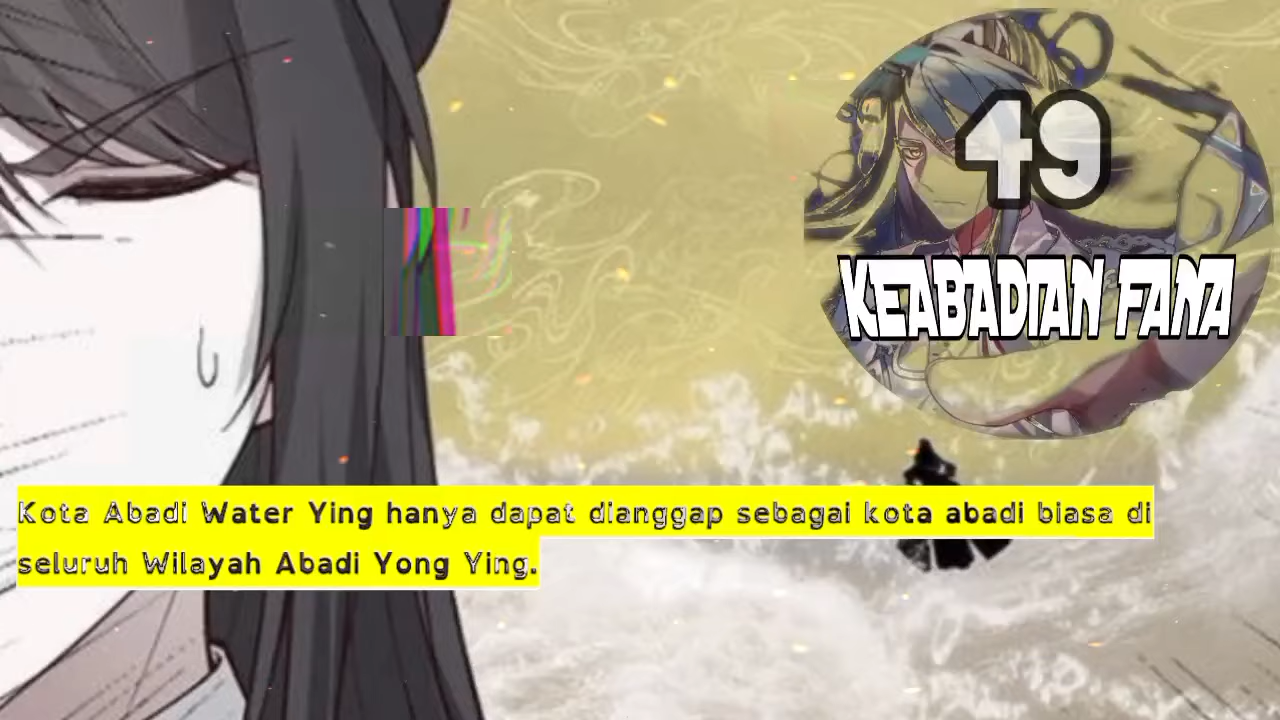 49
KEABADIAN FANA
Kota Abadi Water Ying hanya dapat dianggap sebagai kota abadi biasa di
seluruh Wilayah Abadi Yong Ying.